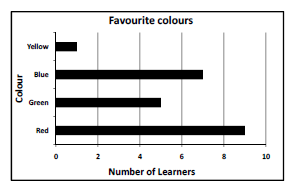 Favourite colours
Colour
Yellow
Blue
Green
Red
0 2 4 6 8 10
Number of Learners